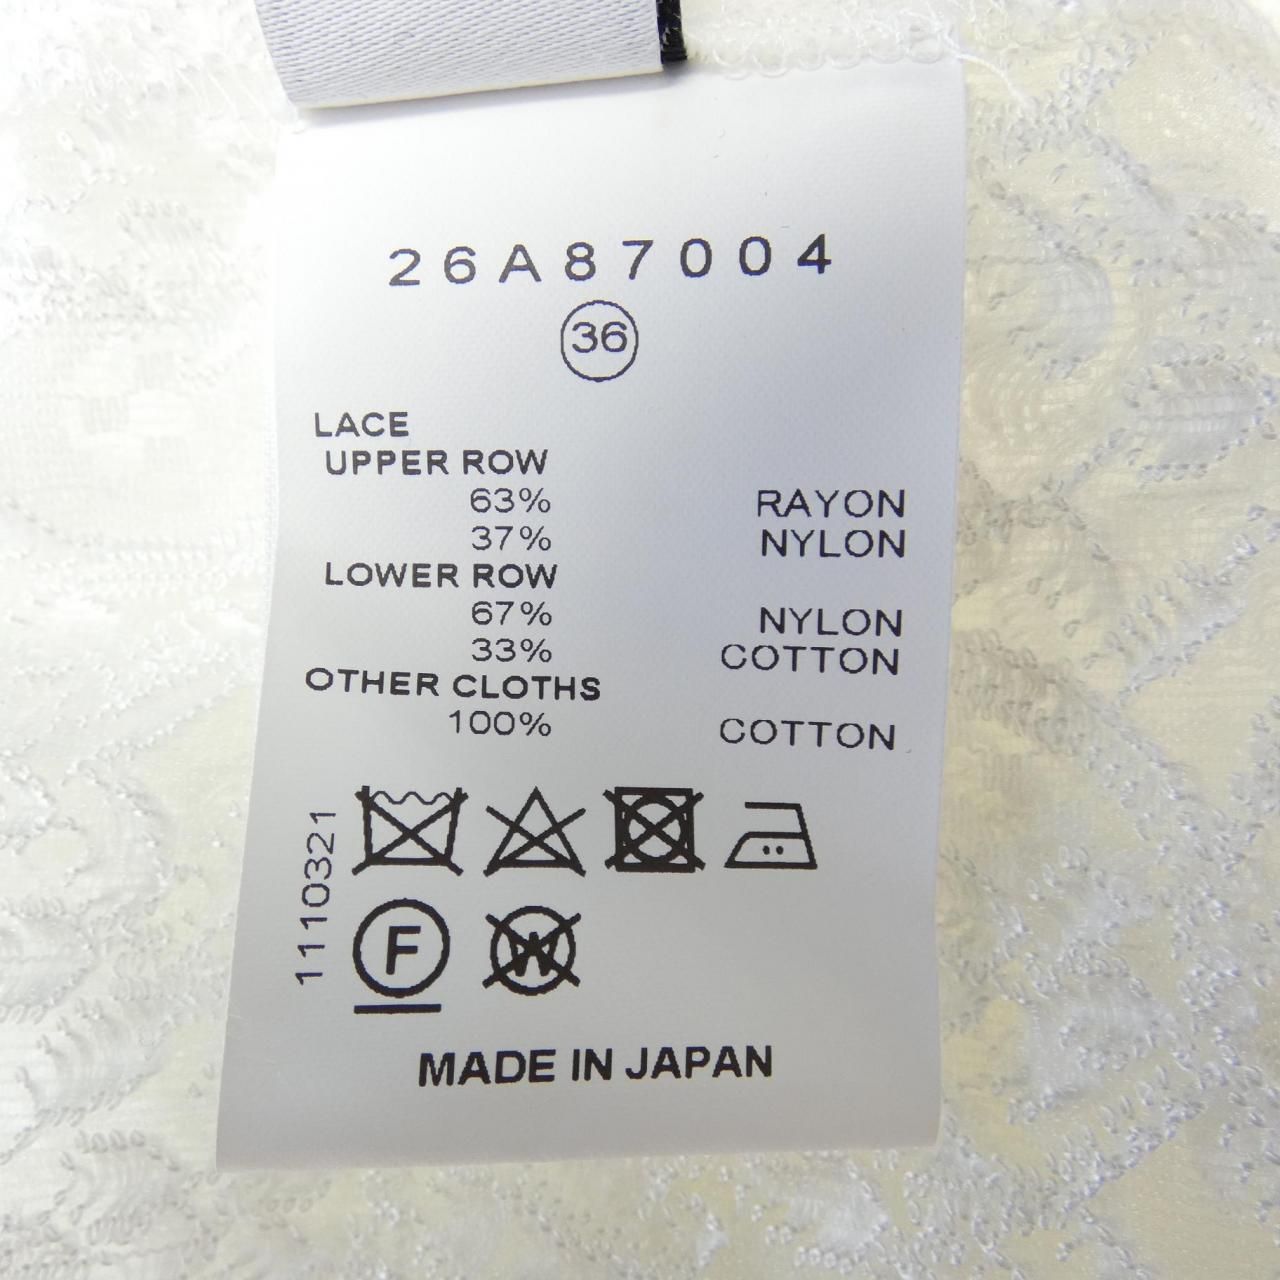 26A87004
36
LACE
UPPER ROW
63% RAYON
37% NYLON
LOWER ROW
67% NYLON
33% COTTON
OTHER CLOTHS
100% COTTON
110321
F
W
MADE IN JAPAN